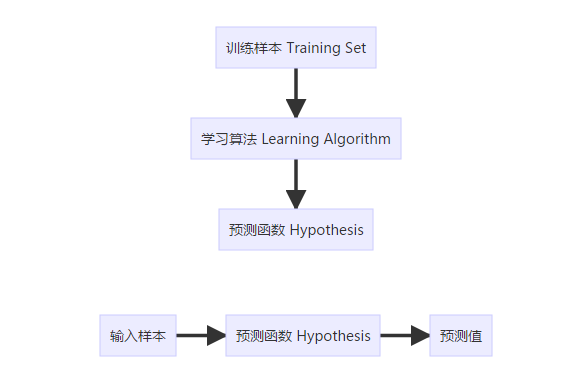 训练样本 Training Set
学习算法 Learning Algorithm
预测函数 Hypothesis
输入样本
预测函数 Hypothesis
预测值